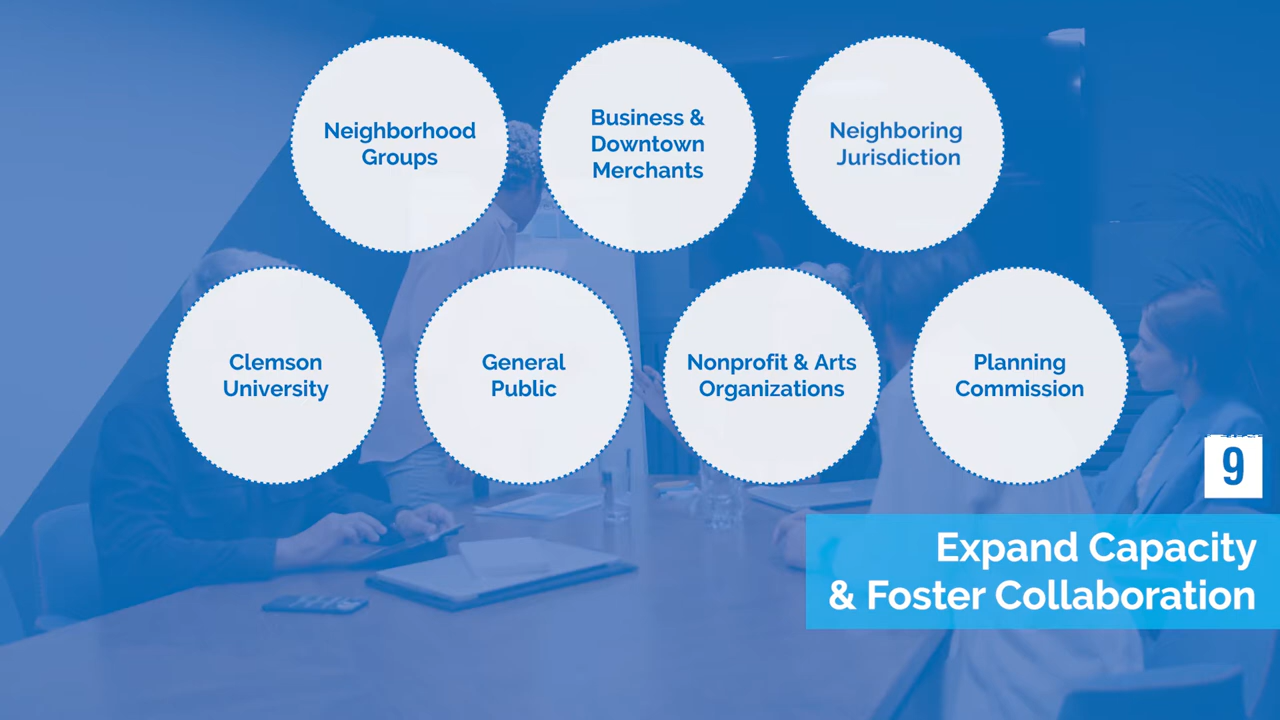 Neighborhood
Groups
Business &
Downtown
Merchants
Neighboring
Jurisdiction
Clemson
University
General
Public
Nonprofit & Arts
Organizations
Planning
Commission
9
Expand Capacity
& Foster Collaboration